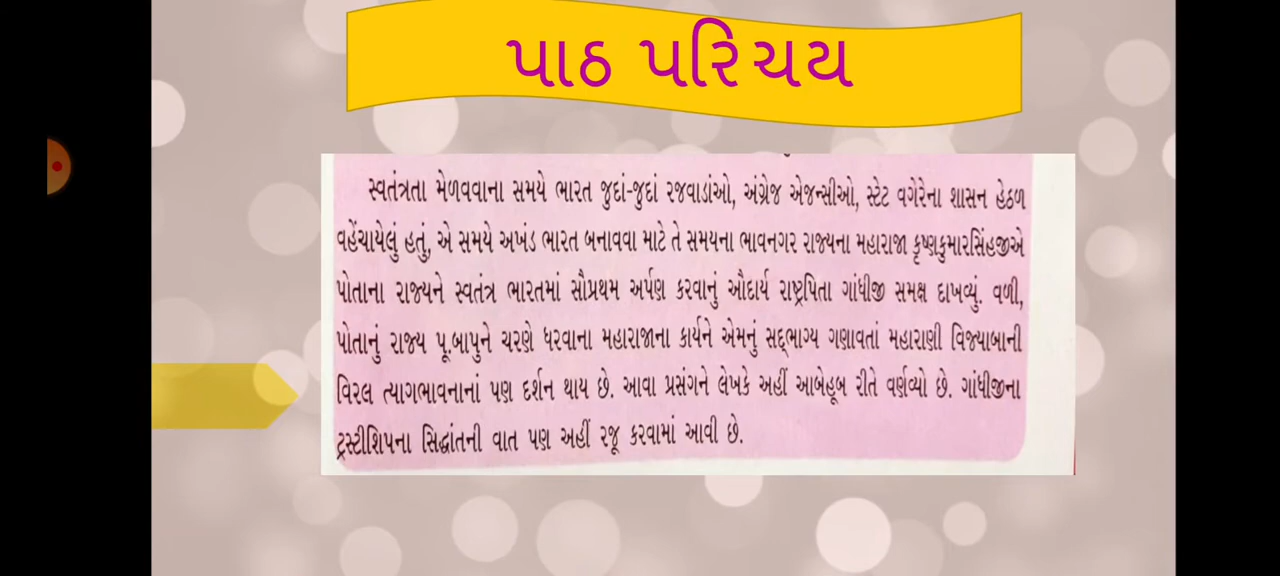 પાઠ પરિચય
સ્વતંત્રતા મેળવવાના સમયે ભારત જુદાં-જુદાં રજવાડાંઓ, અંગ્રેજ એજન્સીઓ, સ્ટેટ વગેરેના શાસન હેઠળ
વહેંચાયેલું હતું, એ સમયે અખંડ ભારત બનાવવા માટે તે સમયના ભાવનગર રાજ્યના મહારાજા કૃષ્ણકુમારસિંહજીએ
પોતાના રાજ્યને સ્વતંત્ર ભારતમાં સૌપ્રથમ અર્પણ કરવાનું ઔદાર્ય રાષ્ટ્રપિતા ગાંધીજી સમક્ષ દાખવ્યું. વળી,
પોતાનું રાજ્ય પૂ.બાપુને ચરણે ધરવાના મહારાજાના કાર્યને એમનું સદ્ભાગ્ય ગણાવતાં મહારાણી વિજ્યાબાની
વિરલ ત્યાગભાવનાનાં પણ દર્શન થાય છે. આવા પ્રસંગને લેખકે અહીં આબેહૂબ રીતે વર્ણવ્યો છે. ગાંધીજીના
ટ્રસ્ટીશિપના સિદ્ધાંતની વાત પણ અહીં રજૂ કરવામાં આવી છે.